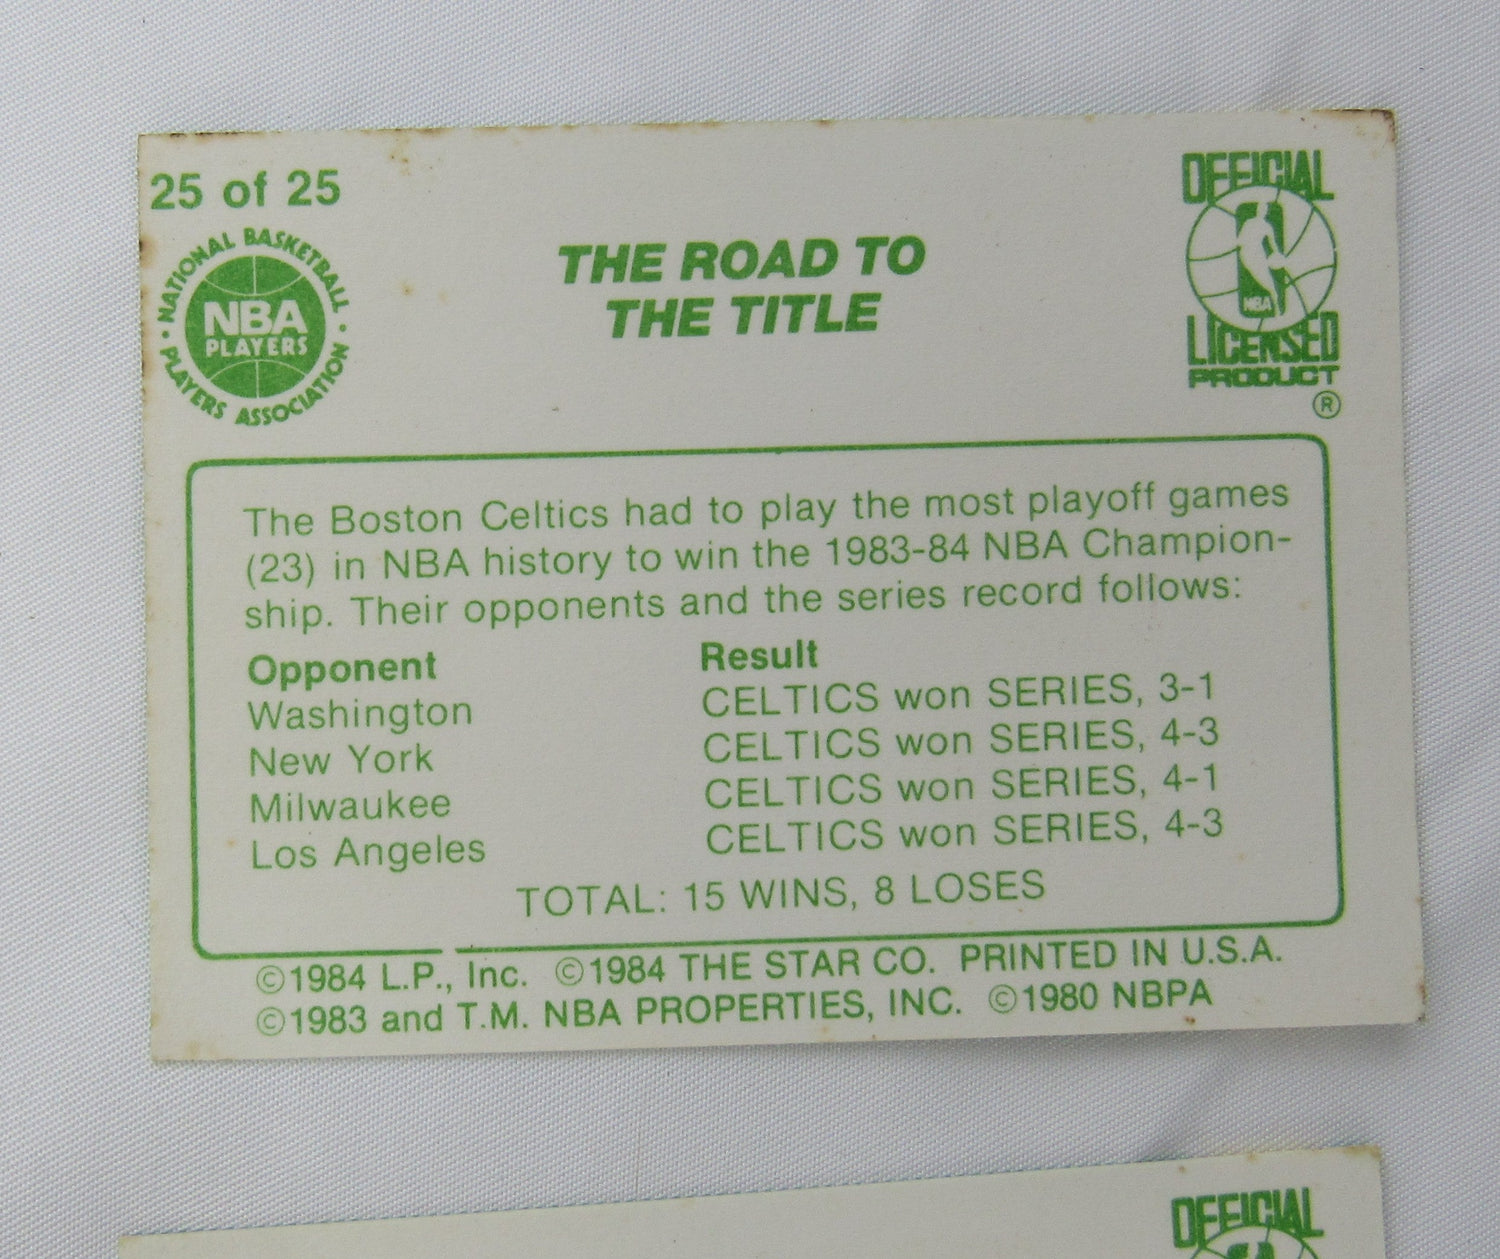 25 of 25
NATIONAL BASKETBALL
NBA
PLAYERS
PLAYERS ASSOCIATION
THE ROAD TO
THE TITLE
OFFICIAL
NBA
LICENSED
PRODUCT
®
The Boston Celtics had to play the most playoff games
(23) in NBA history to win the 1983-84 NBA Champion-
ship. Their opponents and the series record follows:
Opponent Result
Washington CELTICS won SERIES, 3-1
New York CELTICS won SERIES, 4-3
Milwaukee CELTICS won SERIES, 4-1
Los Angeles CELTICS won SERIES, 4-3
TOTAL: 15 WINS, 8 LOSES
©1984 L.P., Inc. ©1984 THE STAR CO. PRINTED IN U.S.A.
©1983 and T.M. NBA PROPERTIES, INC. ©1980 NBPA
OFFICIAL